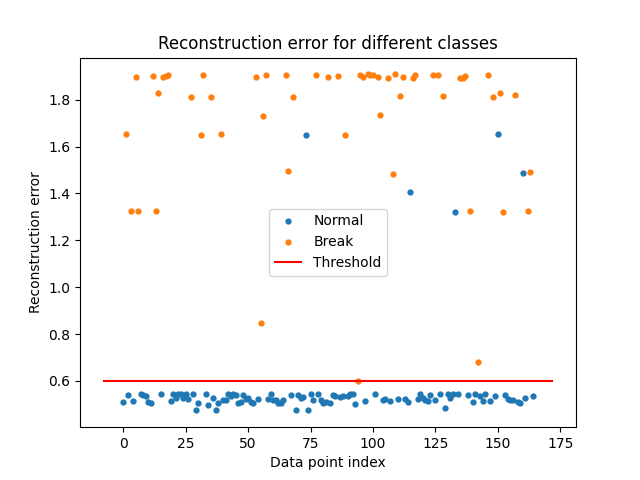 Reconstruction error for different classes
Reconstruction error
1.8
1.6
1.4
1.2
1.0
0.8
0.6
Normal
Break
Threshold
0 25 50 75 100 125 150 175
Data point index